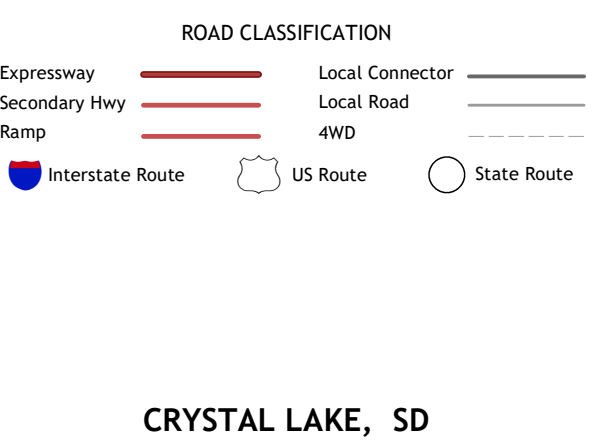 ROAD CLASSIFICATION
Expressway
Local Connector
Secondary Hwy
Local Road
Ramp
4WD
Interstate Route
US Route
State Route
CRYSTAL LAKE, SD